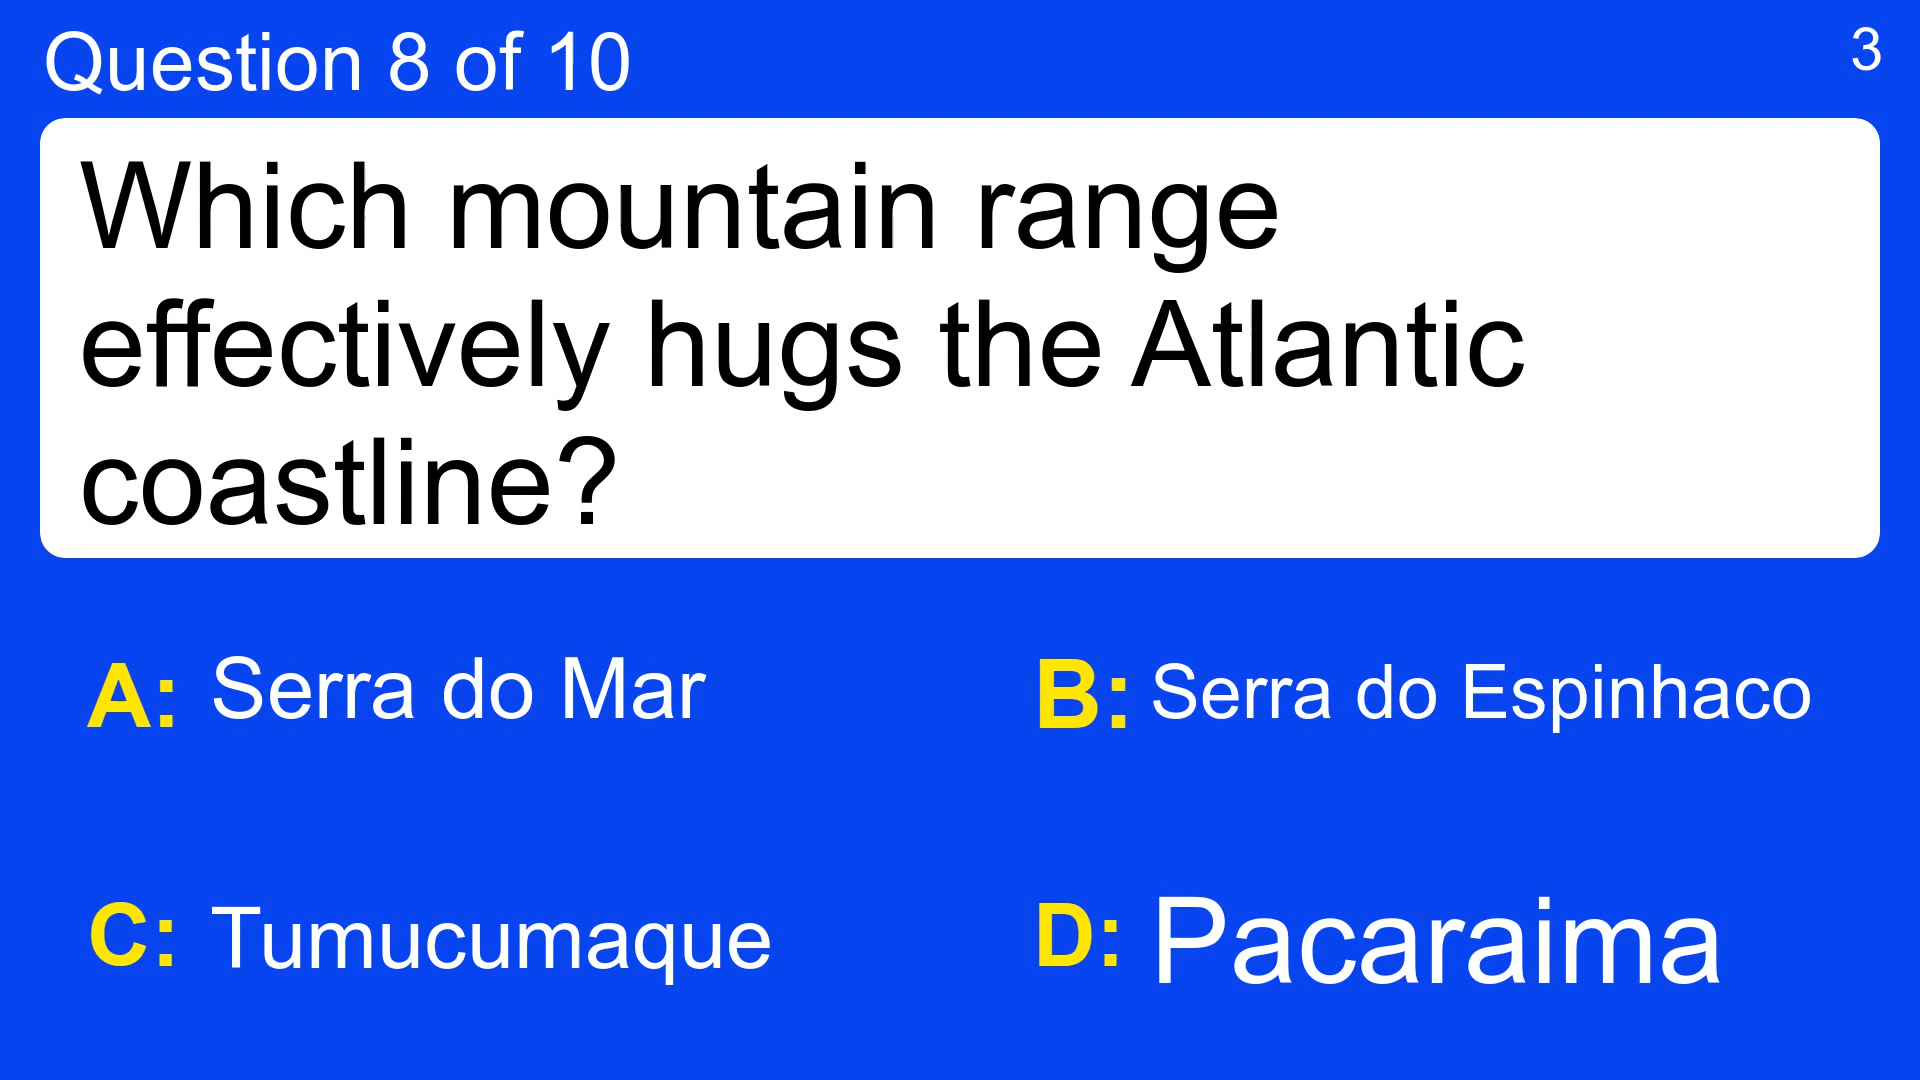 Question 8 of 10
3
Which mountain range
effectively hugs the Atlantic
coastline?
A: Serra do Mar
B: Serra do Espinhaco
C: Tumucumaque
D: Pacaraima